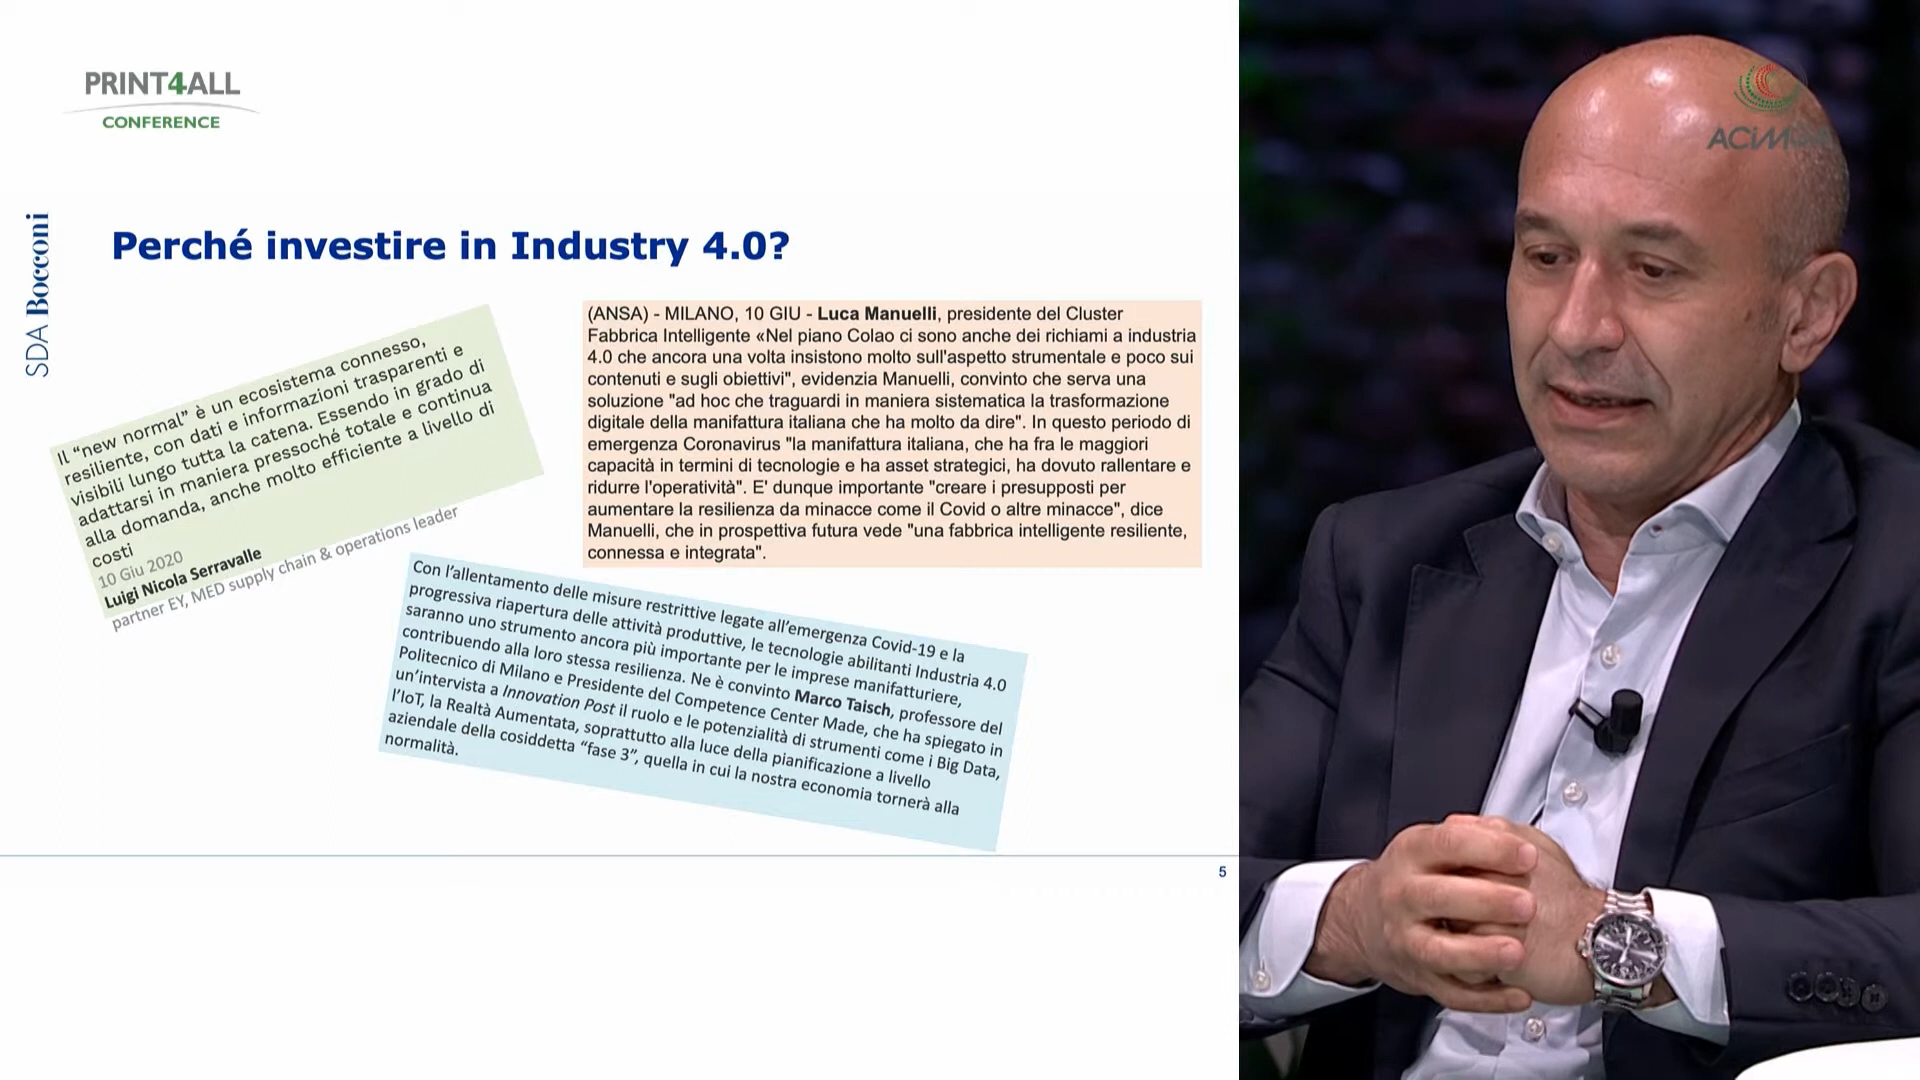 PRINT4ALL
CONFERENCE
SDA Bocconi
Perché investire in Industry 4.0?
Il “new normal” è un ecosistema connesso,
resiliente, con dati e informazioni trasparenti e
visibili lungo tutta la catena. Essendo in grado di
adattarsi in maniera pressoché totale e continua
alla domanda, anche molto efficiente a livello di
costi
10 Giu 2020
Luigi Nicola Serravalle
partner EY, MED supply chain & operations leader
(ANSA) - MILANO, 10 GIU - Luca Manuelli, presidente del Cluster
Fabbrica Intelligente «Nel piano Colao ci sono anche dei richiami a industria
4.0 che ancora una volta insistono molto sull'aspetto strumentale e poco sui
contenuti e sugli obiettivi", evidenzia Manuelli, convinto che serva una
soluzione "ad hoc che traguardi in maniera sistematica la trasformazione
digitale della manifattura italiana che ha molto da dire". In questo periodo di
emergenza Coronavirus "la manifattura italiana, che ha fra le maggiori
capacità in termini di tecnologie e ha asset strategici, ha dovuto rallentare e
ridurre l'operatività". E' dunque importante "creare i presupposti per
aumentare la resilienza da minacce come il Covid o altre minacce", dice
Manuelli, che in prospettiva futura vede "una fabbrica intelligente resiliente,
connessa e integrata".
Con l’allentamento delle misure restrittive legate all’emergenza Covid-19 e la
progressiva riapertura delle attività produttive, le tecnologie abilitanti Industria 4.0
saranno uno strumento ancora più importante per le imprese manifatturiere,
contribuendo alla loro stessa resilienza. Ne è convinto Marco Taisch, professore del
Politecnico di Milano e Presidente del Competence Center Made, che ha spiegato in
un’intervista a Innovation Post il ruolo e le potenzialità di strumenti come i Big Data,
l’IoT, la Realtà Aumentata, soprattutto alla luce della pianificazione a livello
aziendale della cosiddetta “fase 3”, quella in cui la nostra economia tornerà alla
normalità.
5